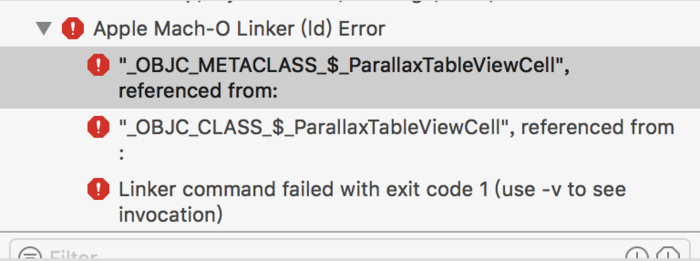 Apple Mach-O Linker (ld) Error
"_OBJC_METACLASS_$_ParallaxTableViewCell",
referenced from:
"_OBJC_CLASS_$_ParallaxTableViewCell", referenced from
:
Linker command failed with exit code 1 (use -v to see
invocation)
Filter